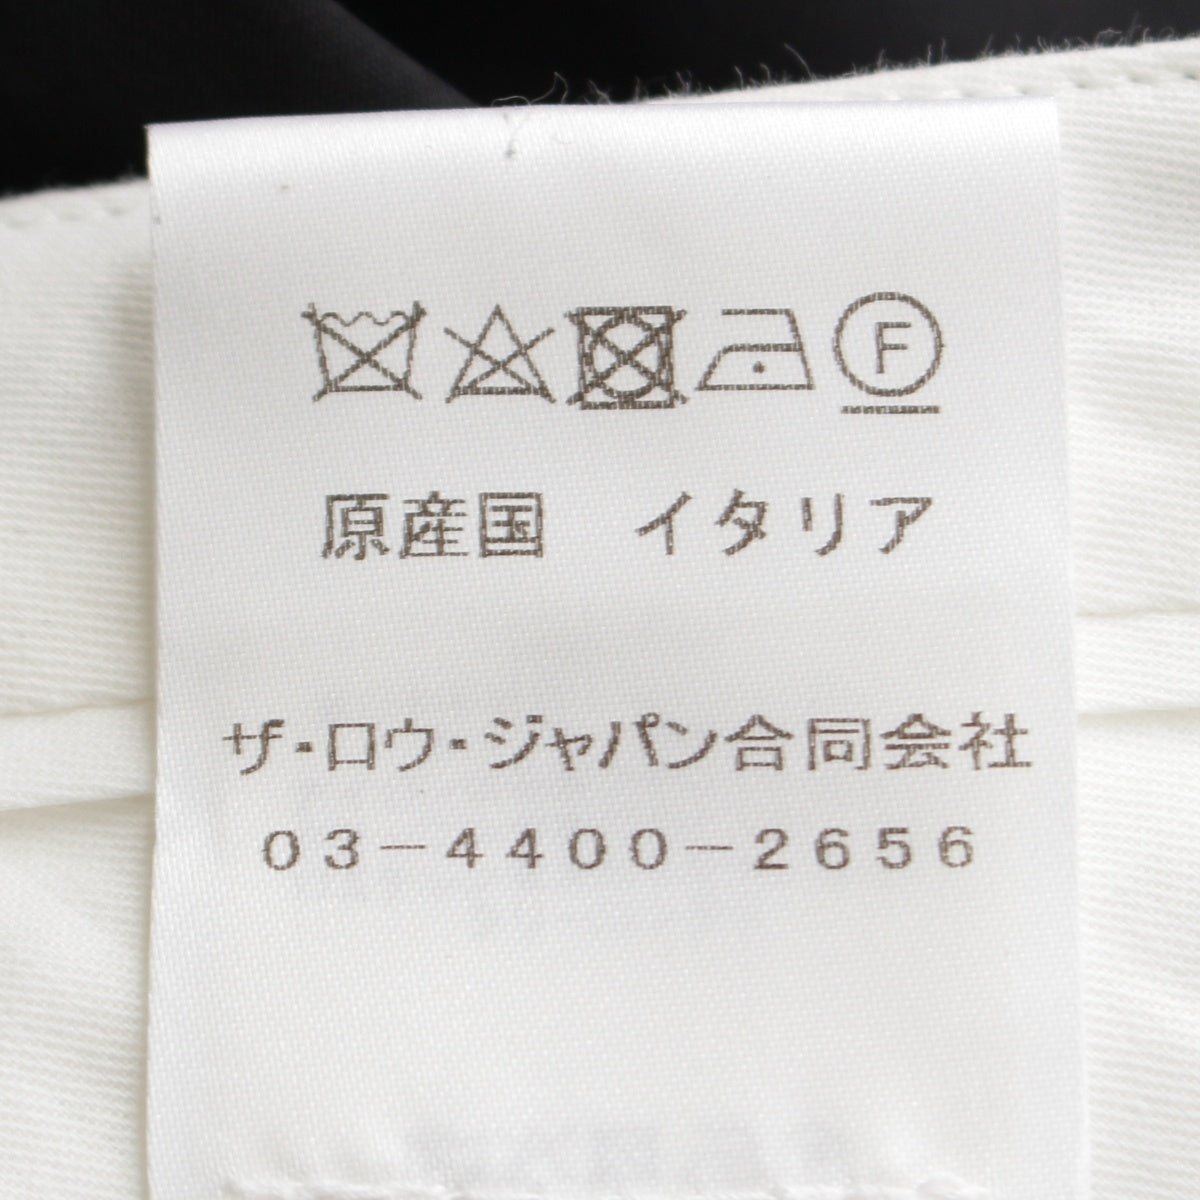 F
原産国　イタリア
ザ・ロウ・ジャパン合同会社
０３－４４００－２６５６